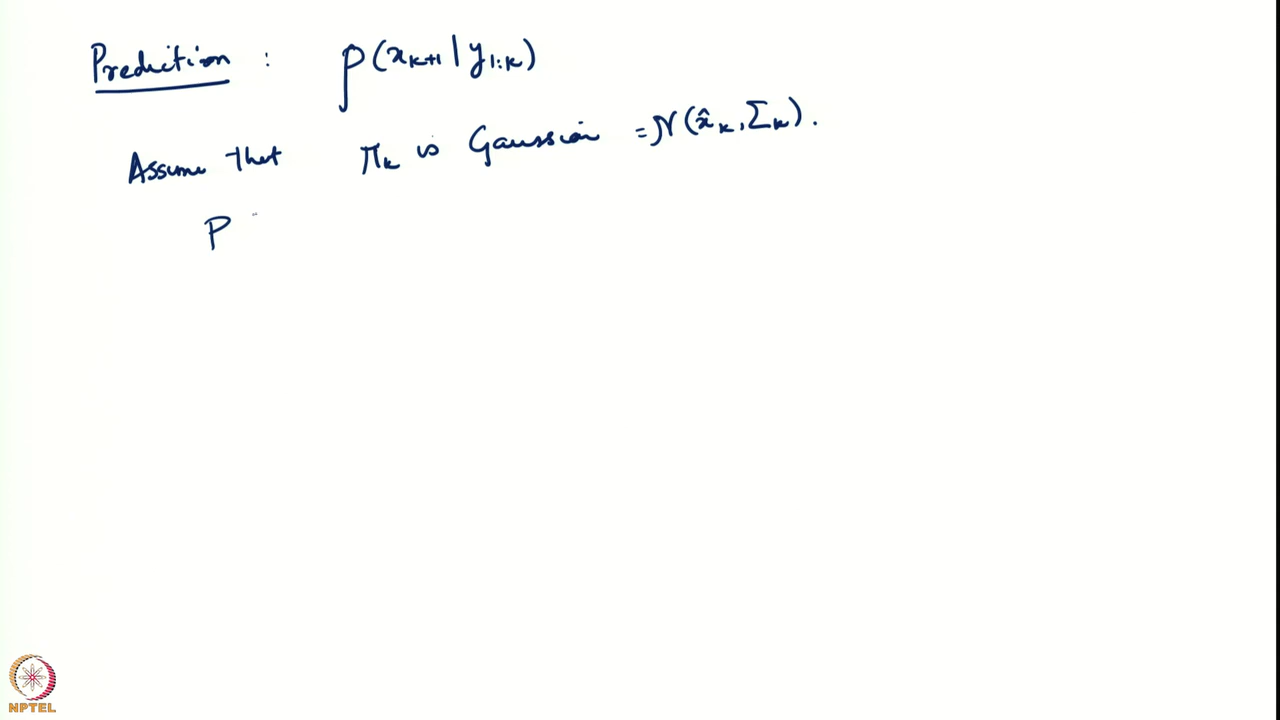 Prediction : p(x_{k+1} | y_{1:k})
Assume that π_k is Gaussian = N(x̂_k, Σ_k).
P
NPTEL